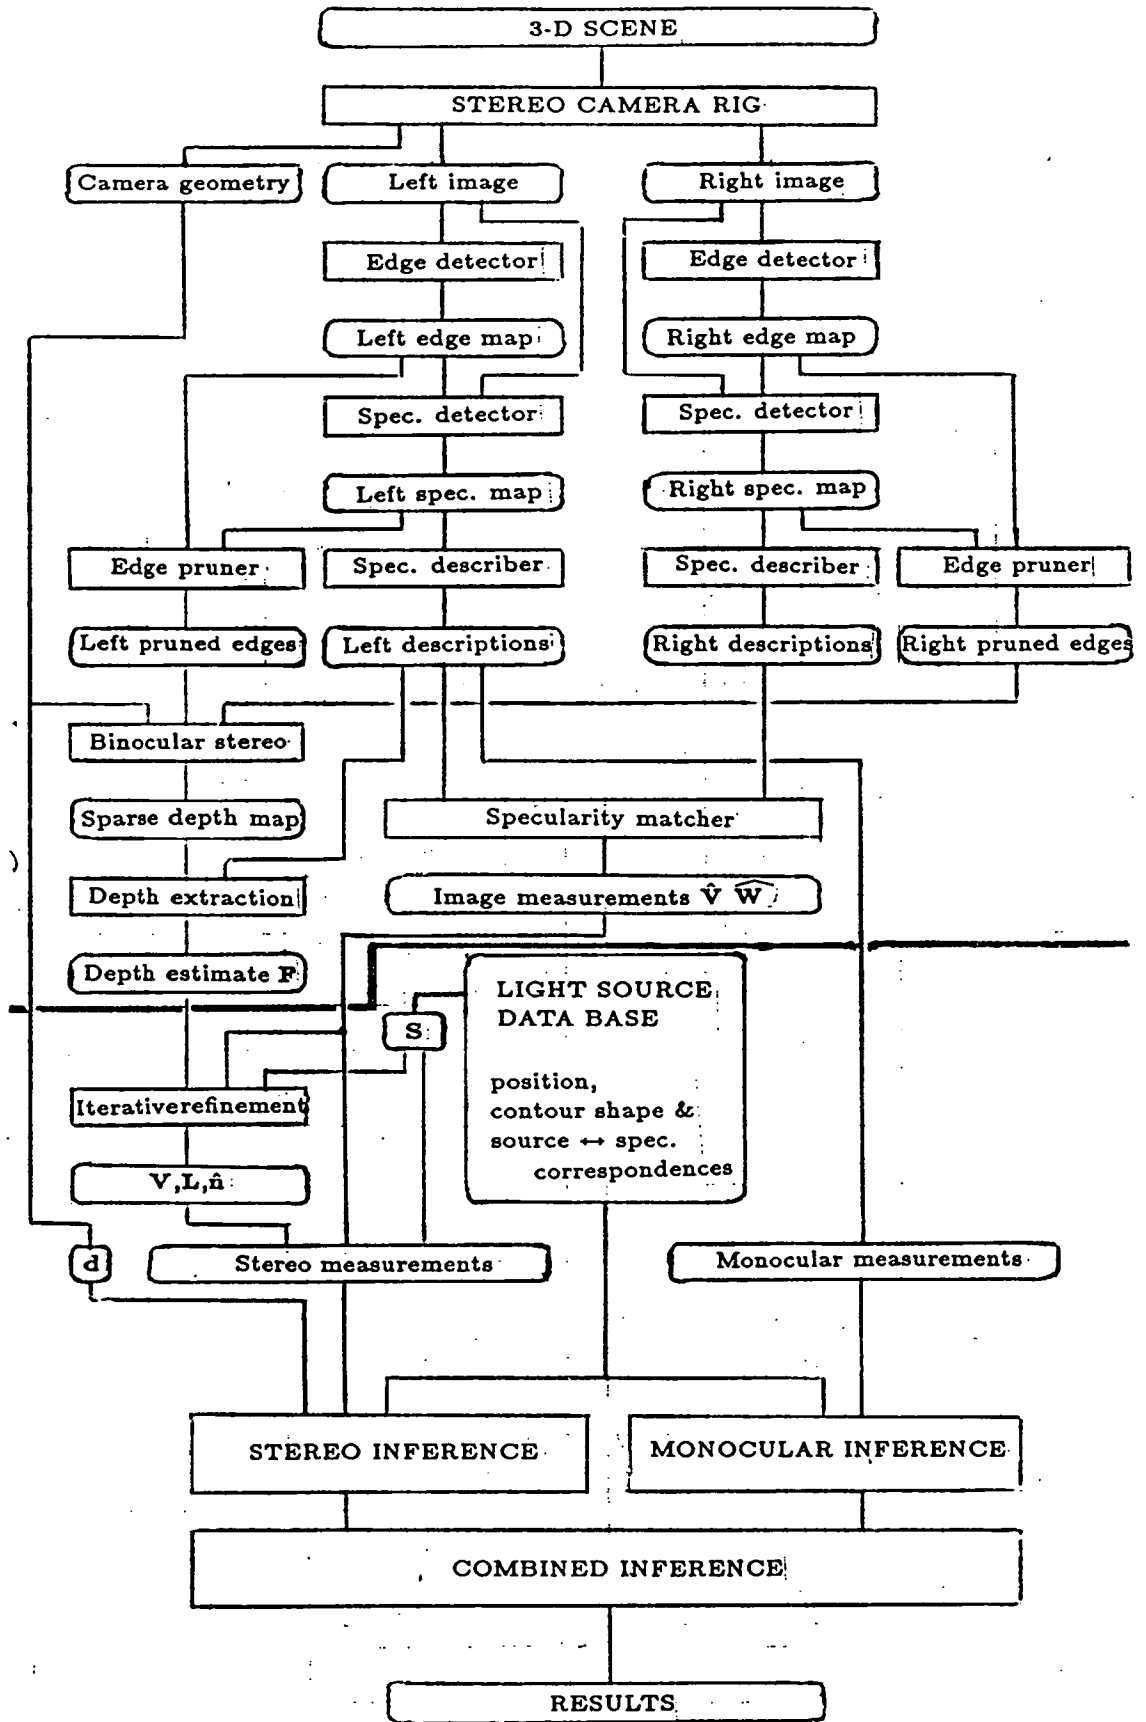 3-D SCENE
STEREO CAMERA RIG
Camera geometry
Left image
Right image
Edge detector
Edge detector
Left edge map
Right edge map
Spec. detector
Spec. detector
Left spec. map
Right spec. map
Edge pruner
Spec. describer
Spec. describer
Edge pruner
Left pruned edges
Left descriptions
Right descriptions
Right pruned edges
Binocular stereo
Sparse depth map
Specularity matcher
Depth extraction
Image measurements V̂ Ŵ
Depth estimate F
LIGHT SOURCE
DATA BASE
S
position,
contour shape &
source ↔ spec.
correspondences
Iterative refinement
V,L,n̂
d
Stereo measurements
Monocular measurements
STEREO INFERENCE
MONOCULAR INFERENCE
COMBINED INFERENCE
RESULTS